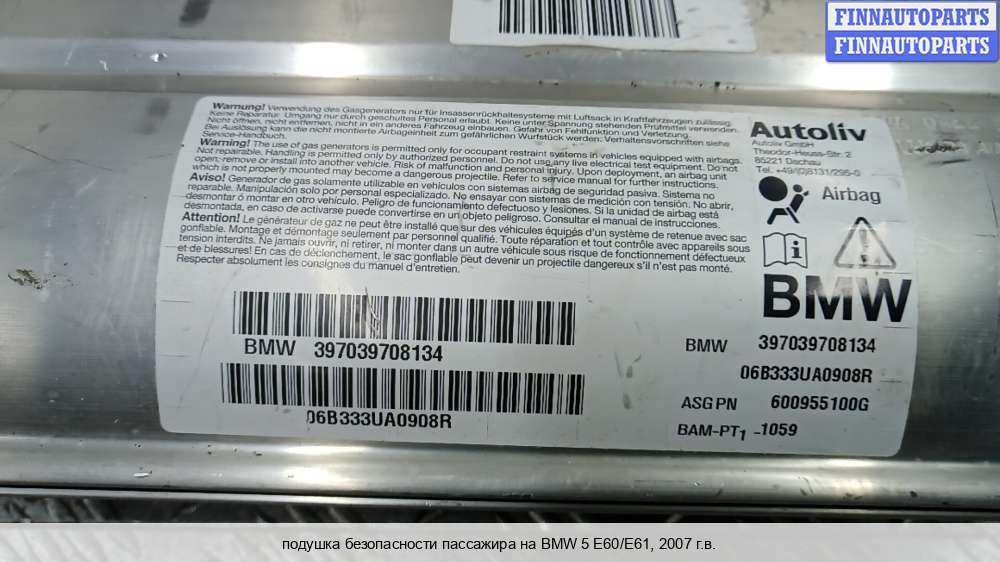 FINNAUTOPARTS
FINNAUTOPARTS
Warnung! Verwendung des Gasgenerators nur für Insassenrückhaltesysteme mit Luftsack in Kraftfahrzeugen zulässig.
Keine Reparatur. Umgang nur durch geschultes Personal erlaubt. Keine unter Spannung stehenden Prüfmittel verwenden.
Nicht öffnen, nicht entfernen, nicht in ein anderes Fahrzeug einbauen. Gefahr von Fehlfunktion und Verletzung.
Bei Auslösung kann die nicht montierte Airbageinheit zum gefährlichen Wurfstück werden. Verhaltensvorschriften siehe
Service-Handbuch.
Warning! The use of gas generators is permitted only for occupant restraint systems in vehicles equipped with airbags.
Not repairable. Handling is permitted only by authorized personnel. Do not use any electrical test equipment. Do not
open; remove or install into another vehicle. Risk of malfunction and personal injury. Upon deployment, an airbag unit
which is not properly mounted may become a dangerous projectile. Refer to service manual for further instructions.
Aviso! Generador de gas solamente utilizable en vehículos con sistemas airbag de seguridad pasiva. Sistema no
reparable. Manipulación solo por personal especializado. No ensayar con sistemas de medición con tensión. No abrir,
desmontar ó montar en otro vehículo. Peligro de funcionamiento defectuoso y lesiones. Si la unidad de airbag está
desmontada, en caso de activarse puede convertirse en un objeto peligroso. Consultar el manual de instrucciones.
Attention! Le générateur de gaz ne peut être installé que sur des véhicules équipés d'un système de retenue avec sac
gonflable. Montage et démontage seulement par personnel qualifié. Toute réparation et tout contrôle avec appareils sous
tension interdits. Ne jamais ouvrir, ni retirer, ni monter dans un autre véhicule sous risque de fonctionnement défectueux
et de blessures! En cas de déclenchement, le sac gonflable peut devenir un projectile dangereux s'il n'est pas monté.
Respecter absolument les consignes du manuel d'entretien.
Autoliv
Autoliv GmbH
Theodor-Heuss-Str. 2
85221 Dachau
Tel. +49/(0)8131/295-0
Airbag
BMW
BMW 397039708134
06B333UA0908R
BMW 397039708134
06B333UA0908R
ASG PN 600955100G
BAM-PT1 -1059
подушка безопасности пассажира на BMW 5 E60/E61, 2007 г.в.